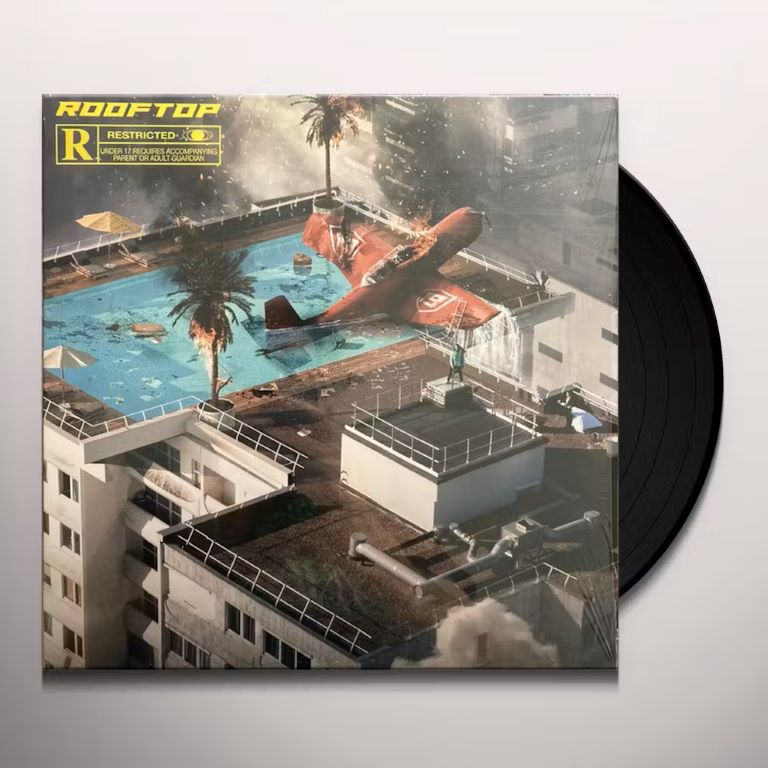 ROOFTOP
R RESTRICTED
UNDER 17 REQUIRES ACCOMPANYING
PARENT OR ADULT GUARDIAN